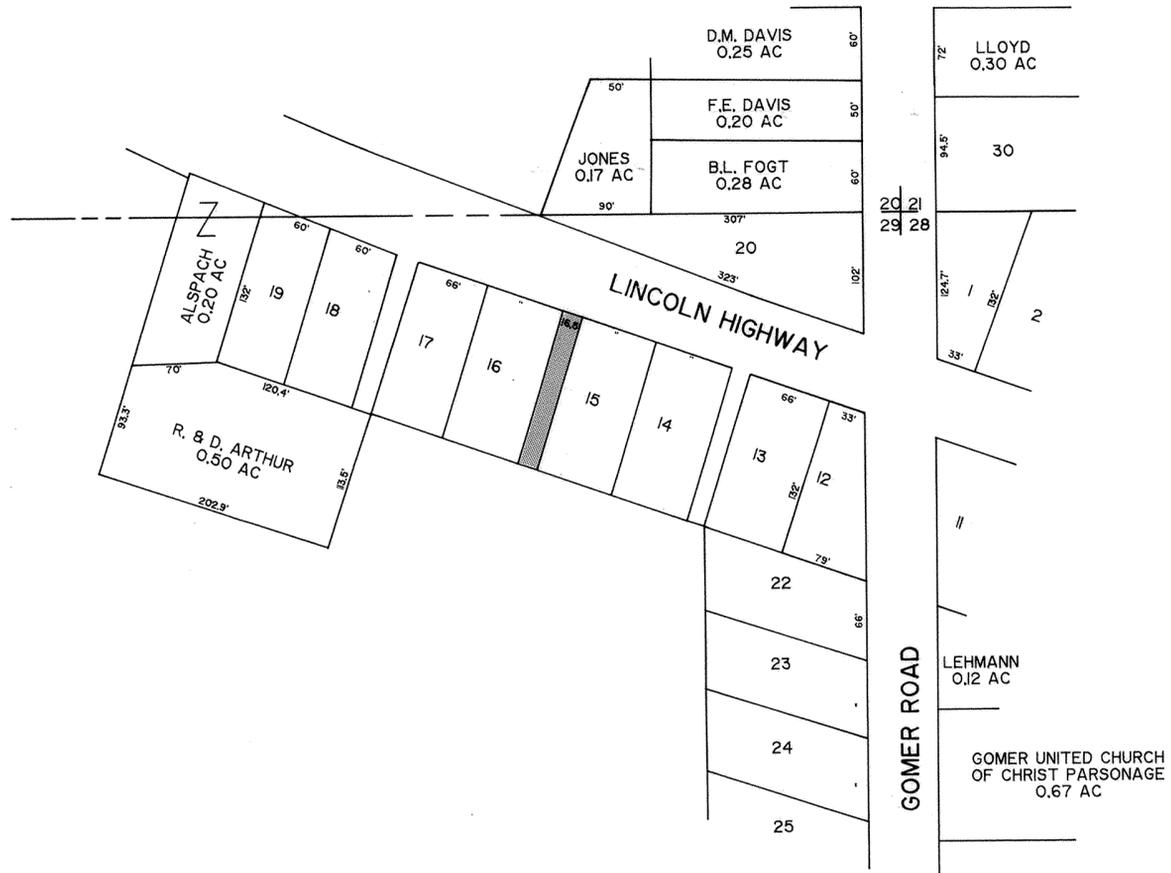 D.M. DAVIS
0.25 AC
60'
72'
LLOYD
0.30 AC
50'
F.E. DAVIS
0.20 AC
50'
94.5'
30
JONES
0.17 AC
B.L. FOGT
0.28 AC
60'
90'
307'
20 21
29 28
20
323'
102'
124.7'
1
132'
2
33'
LINCOLN HIGHWAY
Z
ALSPACH
0.20 AC
60'
60'
132'
19
18
70'
120.4'
93.3'
R. & D. ARTHUR
0.50 AC
113.5'
202.9'
66'
"
16.5'
"
"
17
16
15
14
66'
33'
13
132'
12
79'
11
22
66'
23
"
24
"
25
GOMER ROAD
LEHMANN
0.12 AC
GOMER UNITED CHURCH
OF CHRIST PARSONAGE
0.67 AC